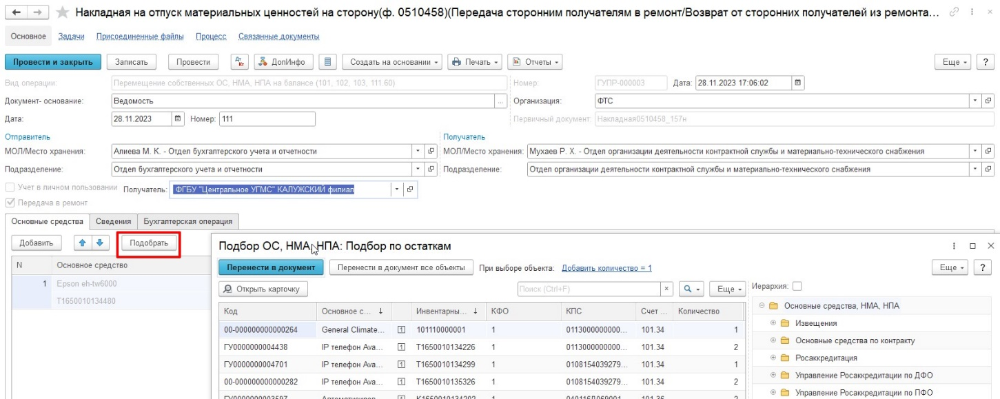 Накладная на отпуск материальных ценностей на сторону(ф. 0510458)(Передача сторонним получателям в ремонт/Возврат от сторонних получателей из ремонта...
Основное Задачи Присоединенные файлы Процесс Связанные документы
Провести и закрыть Записать Провести Дт Кт ДопИнфо Создать на основании Печать Отчеты Еще ?
Вид операции: Перемещение собственных ОС, НМА, НПА на балансе (101, 102, 103, 111.60) Номер: ГУПР-000003 Дата: 28.11.2023 17:06:02
Документ- основание: Ведомость ... Организация: ФТС
Дата: 28.11.2023 Номер: 111 Первичный документ: Накладная0510458_157н
Отправитель Получатель
МОЛ/Место хранения: Алиева М. К. - Отдел бухгалтерского учета и отчетности МОЛ/Место хранения: Мухаев Р. Х. - Отдел организации деятельности контрактной службы и материально-технического снабжения
Подразделение: Отдел бухгалтерского учета и отчетности Подразделение: Отдел организации деятельности контрактной службы и материально-технического снабжения
Учет в личном пользовании Получатель: ФГБУ "Центральное УГМС" КАЛУЖСКИЙ филиал
Передача в ремонт
Основные средства Сведения Бухгалтерская операция
Добавить Подобрать
N Основное средство
1 Epson eh-tw6000
T1650010134480
Подбор ОС, НМА, НПА: Подбор по остаткам
Перенести в документ Перенести в документ все объекты При выборе объекта: Добавить количество = 1 Еще ?
Открыть карточку Поиск (Ctrl+F) × Еще Иерархия:
Код Основное с... Инвентарны... КФО КПС Счет ... Количество
00-000000000000264 General Climate... 1 101110000001 1 0113000000000... 101.34 1
ГУ0000000004438 IP телефон Ava... 1 T1650010134226 1 0113000000000... 101.34 2
ГУ0000000004701 IP телефон Ava... 1 T1650010134299 1 0108154039279... 101.34 1
00-000000000000282 IP телефон Ava... 1 T1650010135326 1 0108154039279... 101.34 2
Основные средства, НМА, НПА
Извещения
Основные средства по контракту
Росаккредитация
Управление Росаккредитации по ДФО
Управление Росаккредитации по ПФО